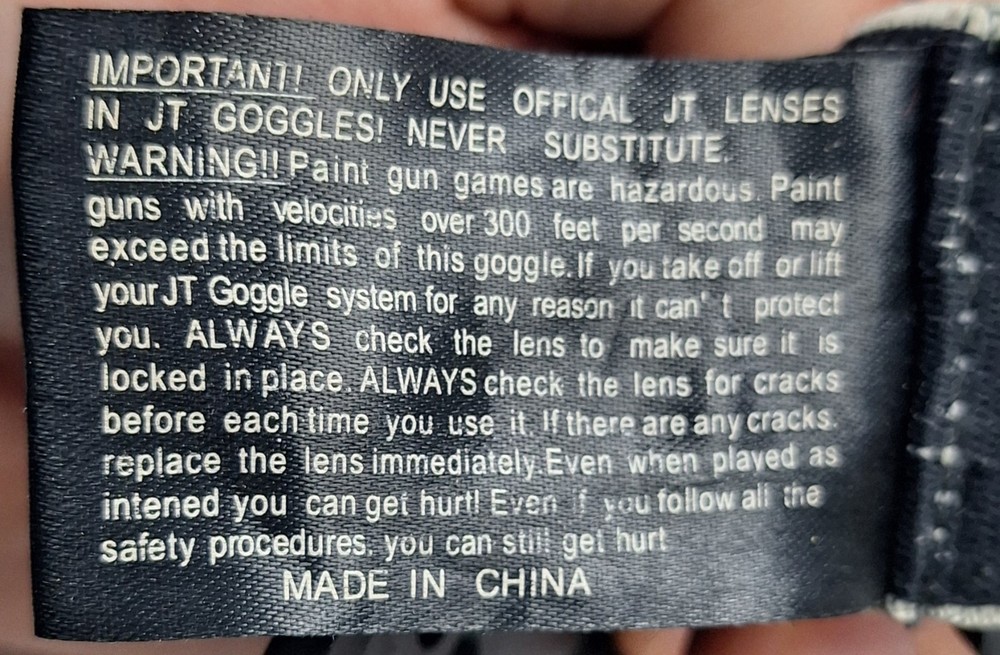 IMPORTANT! ONLY USE OFFICAL JT LENSES
IN JT GOGGLES! NEVER SUBSTITUTE.
WARNING!! Paint gun games are hazardous. Paint
guns with velocities over 300 feet per second may
exceed the limits of this goggle. If you take off or lift
your JT Goggle system for any reason it can't protect
you. ALWAYS check the lens to make sure it is
locked in place. ALWAYS check the lens for cracks
before each time you use it. If there are any cracks.
replace the lens immediately. Even when played as
intened you can get hurt! Even if you follow all the
safety procedures. you can still get hurt
MADE IN CHINA